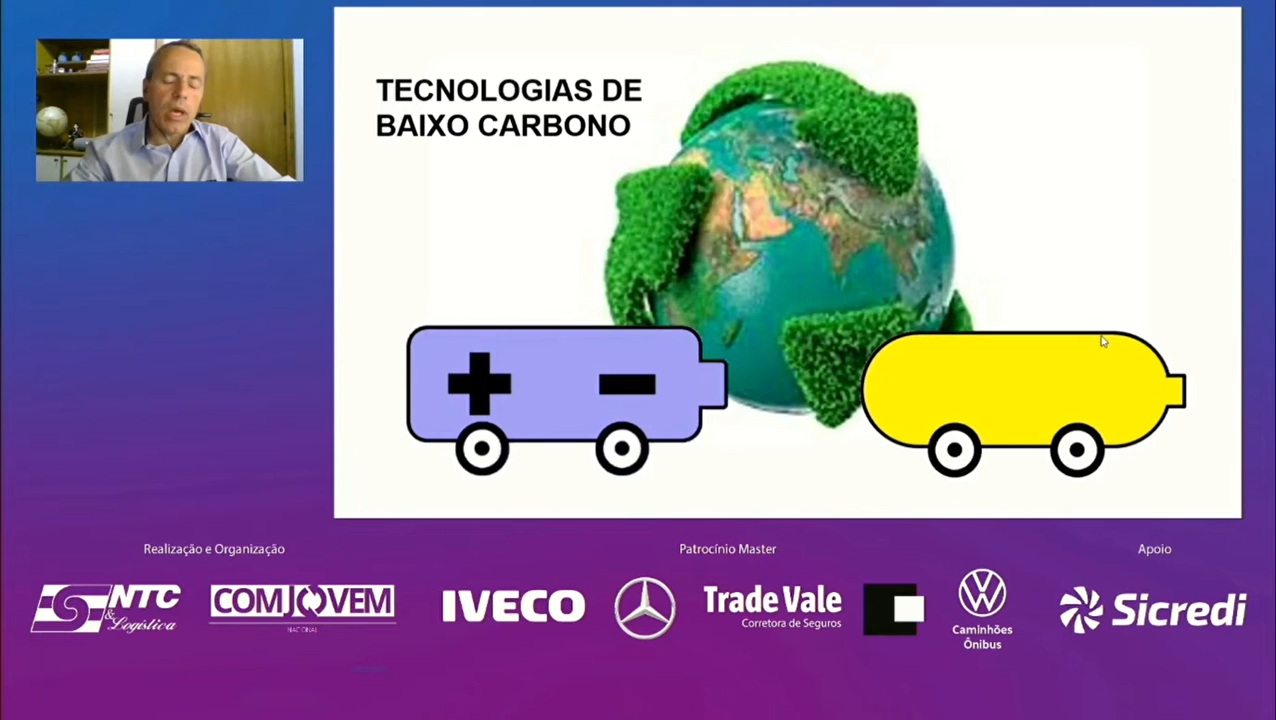 TECNOLOGIAS DE
BAIXO CARBONO
Realização e Organização
Patrocínio Master
Apoio
NTC
& Logística
COMJOVEM
NACIONAL
IVECO
Trade Vale
Corretora de Seguros
Caminhões
Ônibus
Sicredi